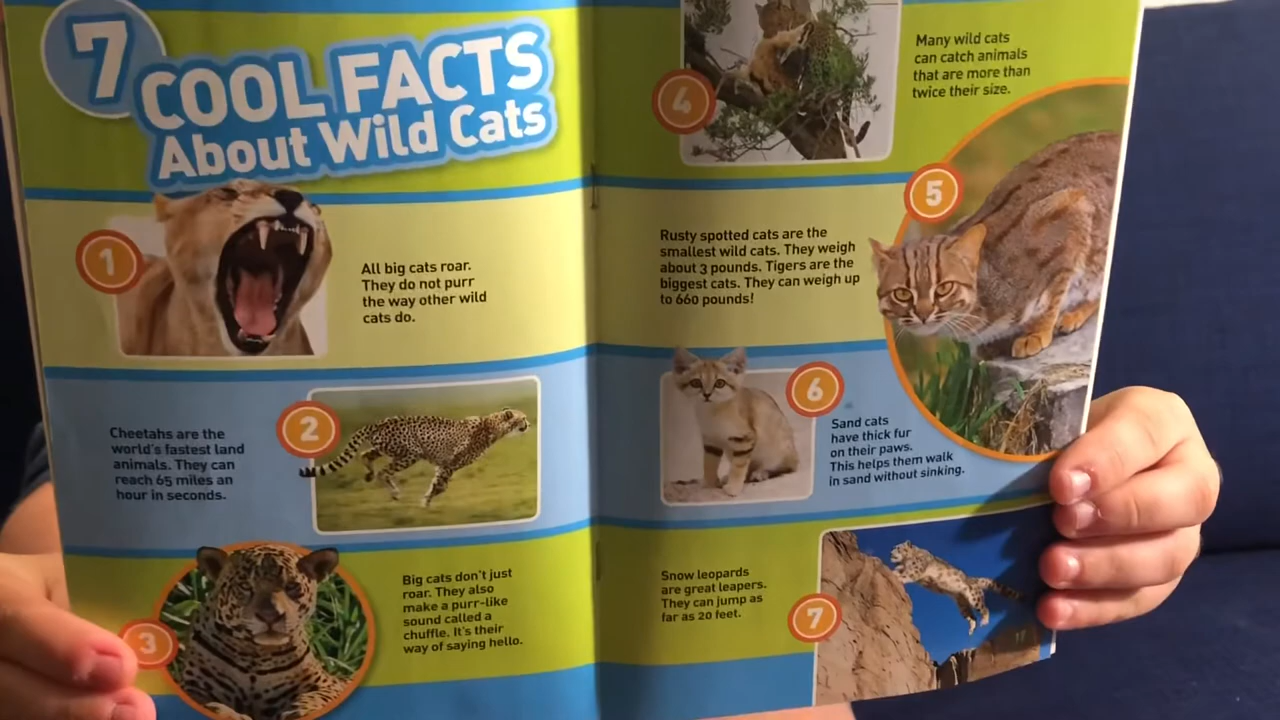 7
COOL FACTS
About Wild Cats
1
All big cats roar.
They do not purr
the way other wild
cats do.
2
Cheetahs are the
world's fastest land
animals. They can
reach 65 miles an
hour in seconds.
3
Big cats don't just
roar. They also
make a purr-like
sound called a
chuffle. It's their
way of saying hello.
4
Many wild cats
can catch animals
that are more than
twice their size.
5
Rusty spotted cats are the
smallest wild cats. They weigh
about 3 pounds. Tigers are the
biggest cats. They can weigh up
to 660 pounds!
6
Sand cats
have thick fur
on their paws.
This helps them walk
in sand without sinking.
Snow leopards
are great leapers.
They can jump as
far as 20 feet.
7